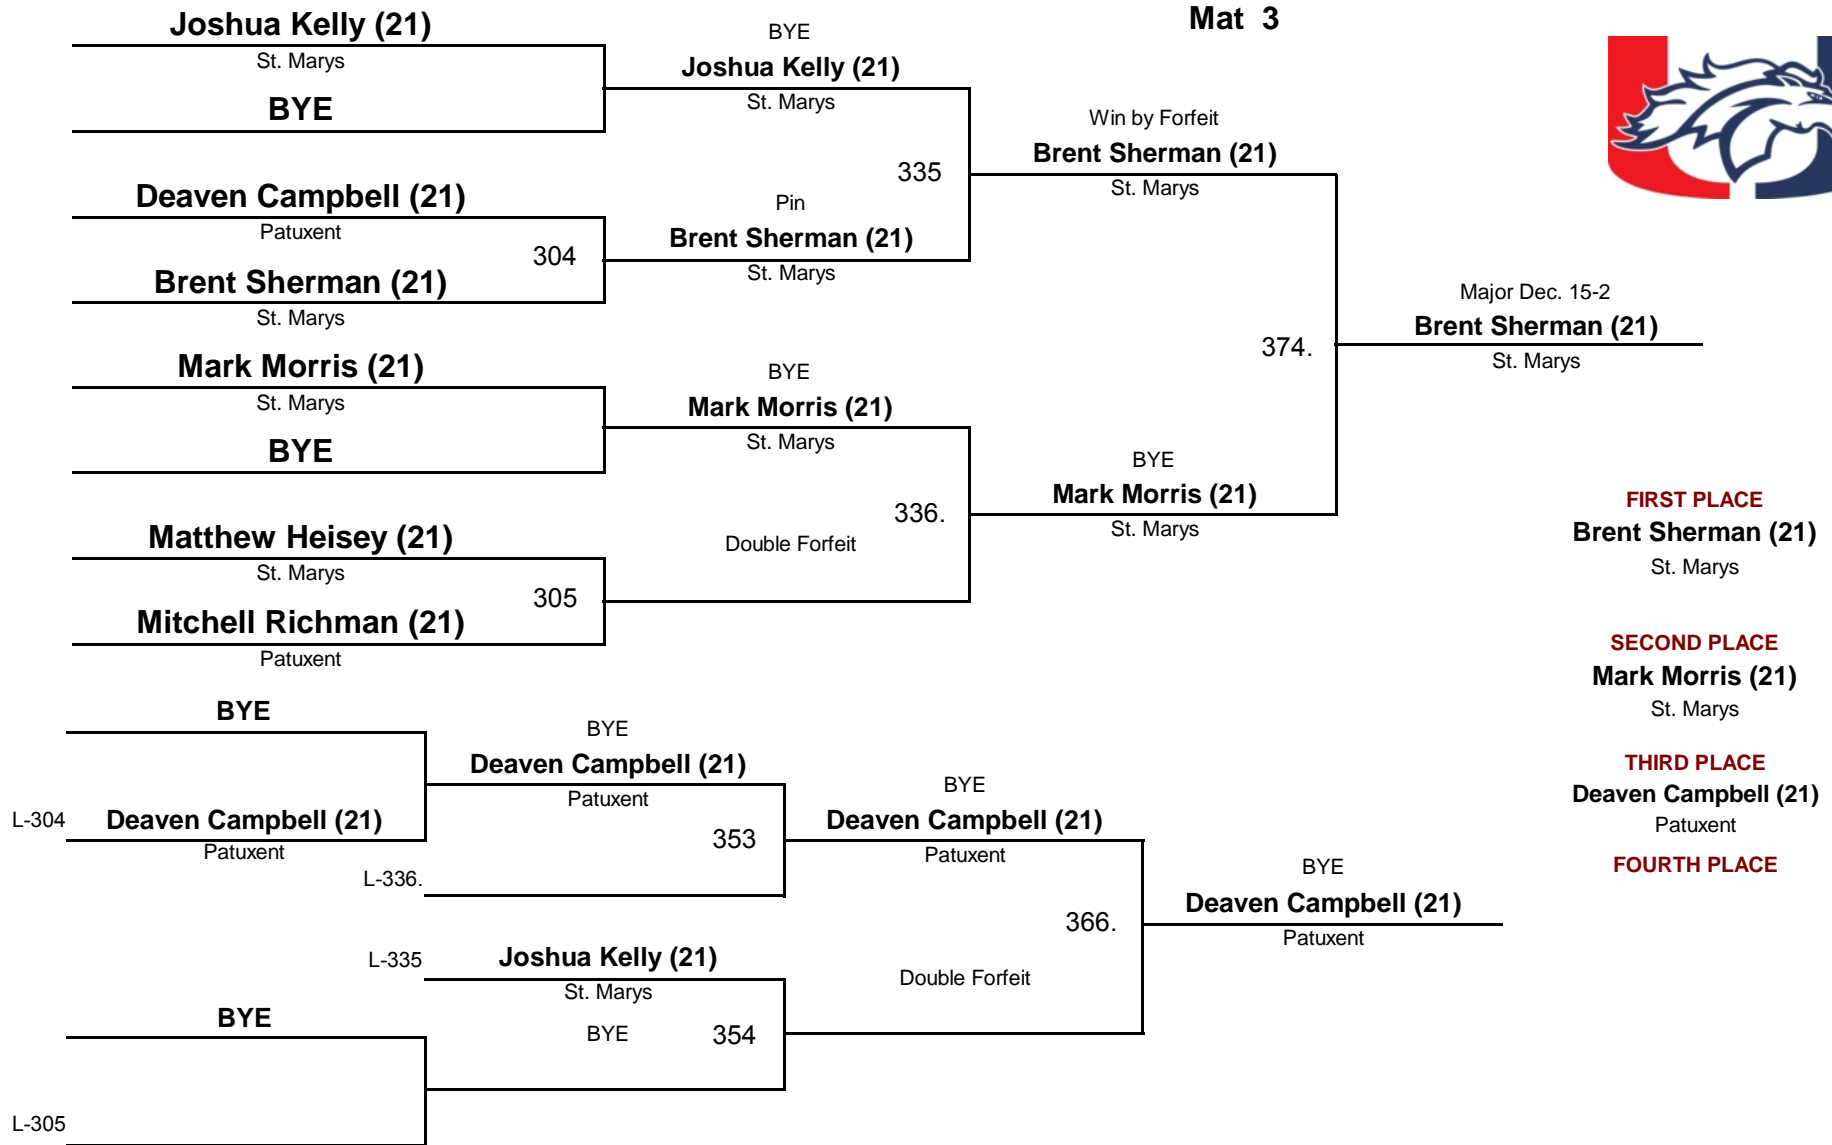 Mat 3
Joshua Kelly (21)
St. Marys
BYE
Deaven Campbell (21)
Patuxent
304
Brent Sherman (21)
St. Marys
Mark Morris (21)
St. Marys
BYE
Matthew Heisey (21)
St. Marys
305
Mitchell Richman (21)
Patuxent
BYE
Joshua Kelly (21)
St. Marys
335
Pin
Brent Sherman (21)
St. Marys
BYE
Mark Morris (21)
St. Marys
336.
Double Forfeit
Win by Forfeit
Brent Sherman (21)
St. Marys
374.
BYE
Mark Morris (21)
St. Marys
Major Dec. 15-2
Brent Sherman (21)
St. Marys
FIRST PLACE
Brent Sherman (21)
St. Marys
SECOND PLACE
Mark Morris (21)
St. Marys
THIRD PLACE
Deaven Campbell (21)
Patuxent
FOURTH PLACE
BYE
L-304 Deaven Campbell (21)
Patuxent
BYE
L-305
BYE
Deaven Campbell (21)
Patuxent
353
L-336.
L-335 Joshua Kelly (21)
St. Marys
BYE 354
BYE
Deaven Campbell (21)
Patuxent
366.
Double Forfeit
BYE
Deaven Campbell (21)
Patuxent